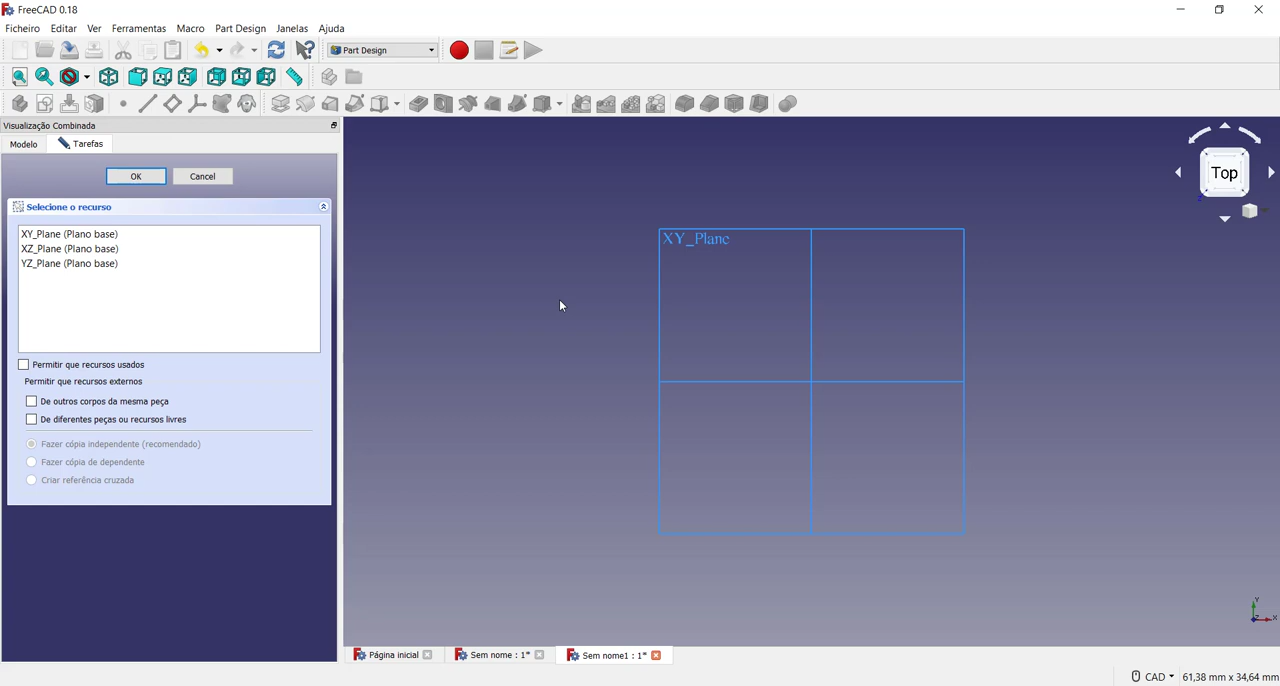 FreeCAD 0.18
Ficheiro Editar Ver Ferramentas Macro Part Design Janelas Ajuda
Part Design
Visualização Combinada
Modelo Tarefas
OK Cancel
Selecione o recurso
XY_Plane (Plano base)
XZ_Plane (Plano base)
YZ_Plane (Plano base)
Permitir que recursos usados
Permitir que recursos externos
De outros corpos da mesma peça
De diferentes peças ou recursos livres
Fazer cópia independente (recomendado)
Fazer cópia de dependente
Criar referência cruzada
XY_Plane
Top
Z
Y
Z X
Página inicial Sem nome : 1* Sem nome1 : 1*
CAD 61,38 mm x 34,64 mm